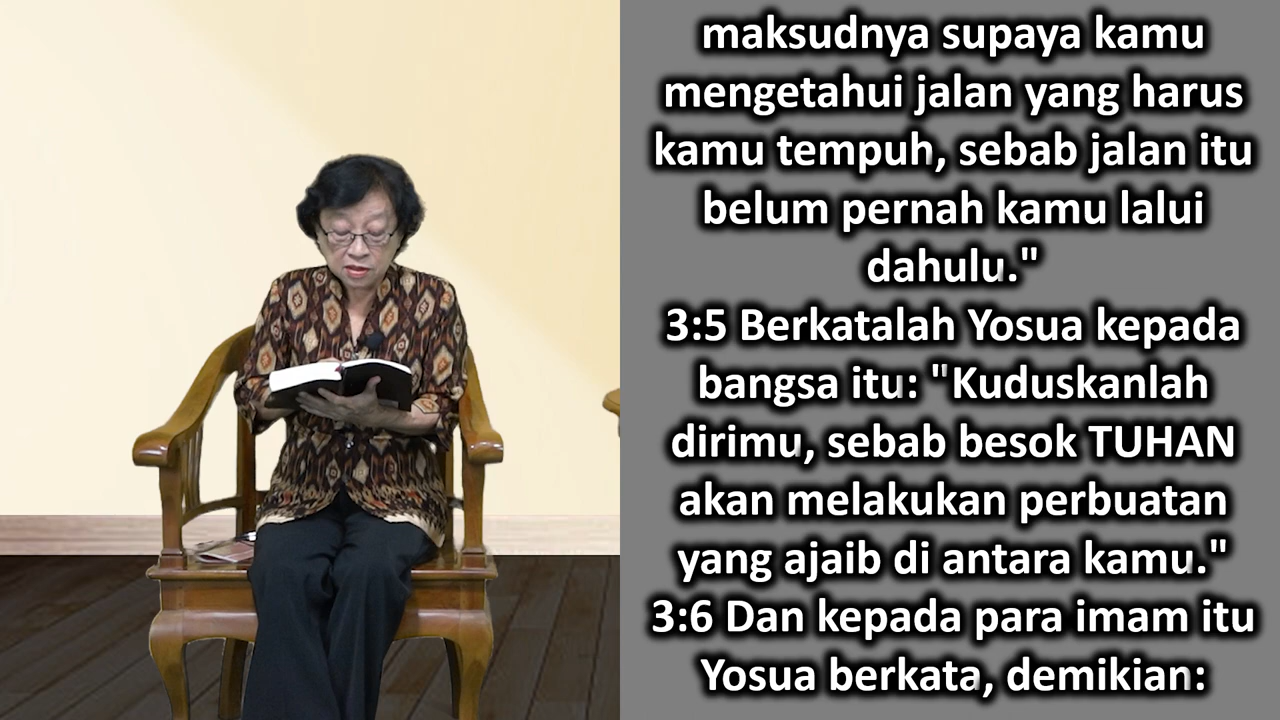 maksudnya supaya kamu
mengetahui jalan yang harus
kamu tempuh, sebab jalan itu
belum pernah kamu lalui
dahulu."
3:5 Berkatalah Yosua kepada
bangsa itu: "Kuduskanlah
dirimu, sebab besok TUHAN
akan melakukan perbuatan
yang ajaib di antara kamu."
3:6 Dan kepada para imam itu
Yosua berkata, demikian: